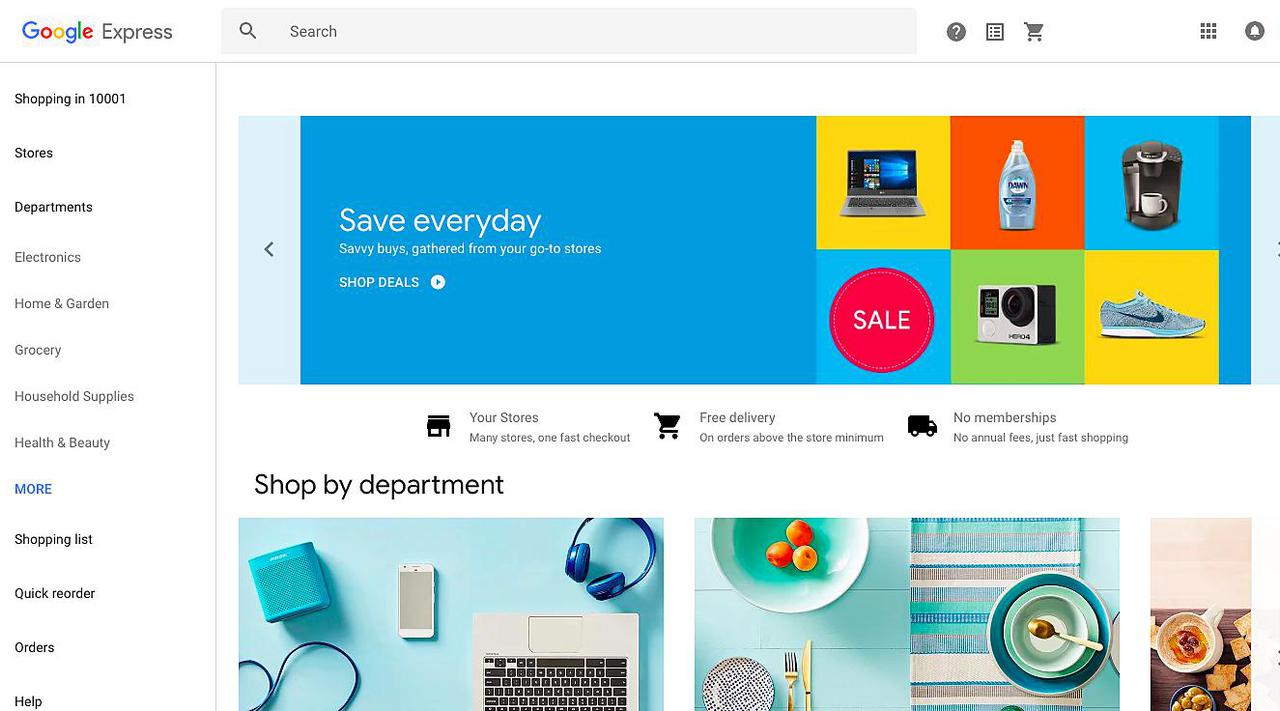 Google Express
Search
Shopping in 10001
Stores
Departments
Electronics
Home & Garden
Grocery
Household Supplies
Health & Beauty
MORE
Shopping list
Quick reorder
Orders
Help
Save everyday
Savvy buys, gathered from your go-to stores
SHOP DEALS
DAWN
SALE
HERO4
Your Stores
Many stores, one fast checkout
Free delivery
On orders above the store minimum
No memberships
No annual fees, just fast shopping
Shop by department